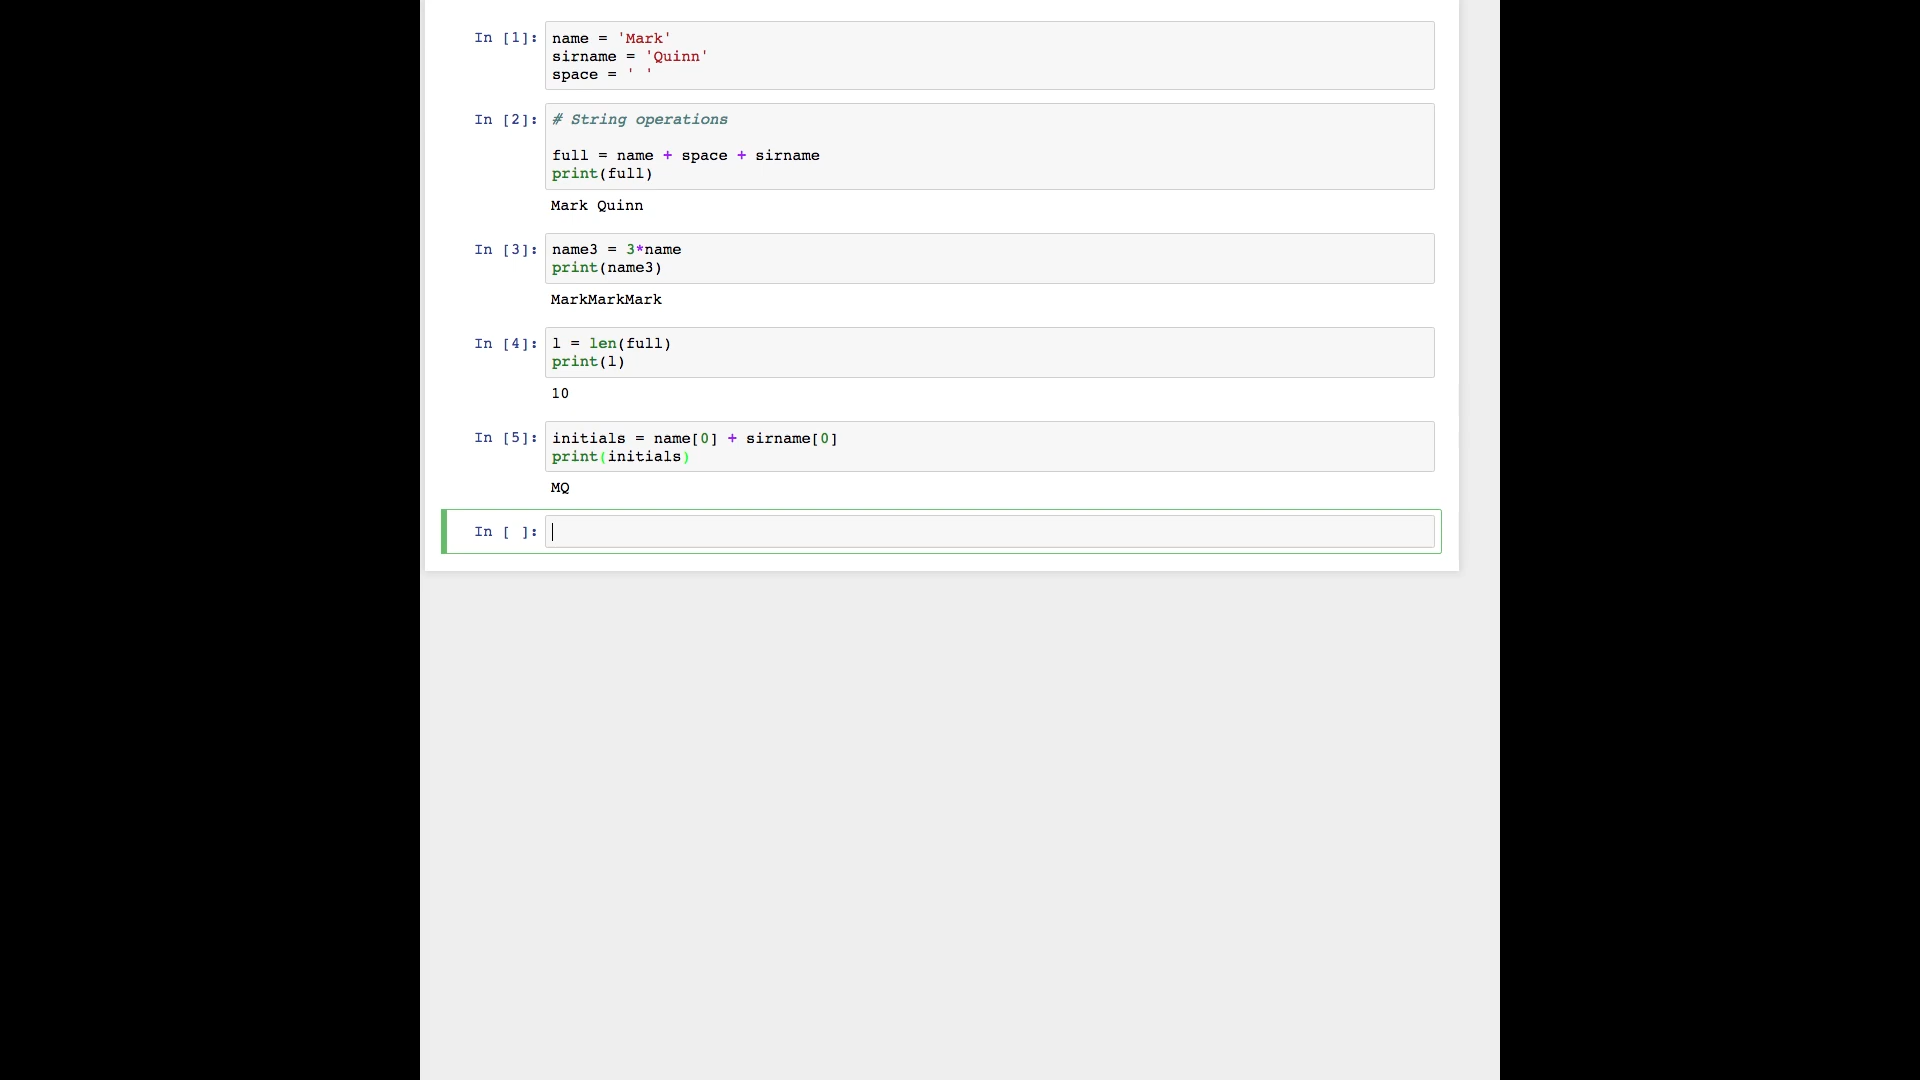 In [1]: name = 'Mark'
sirname = 'Quinn'
space = ' '
In [2]: # String operations
full = name + space + sirname
print(full)
Mark Quinn
In [3]: name3 = 3*name
print(name3)
MarkMarkMark
In [4]: l = len(full)
print(l)
10
In [5]: initials = name[0] + sirname[0]
print(initials)
MQ
In [ ]: